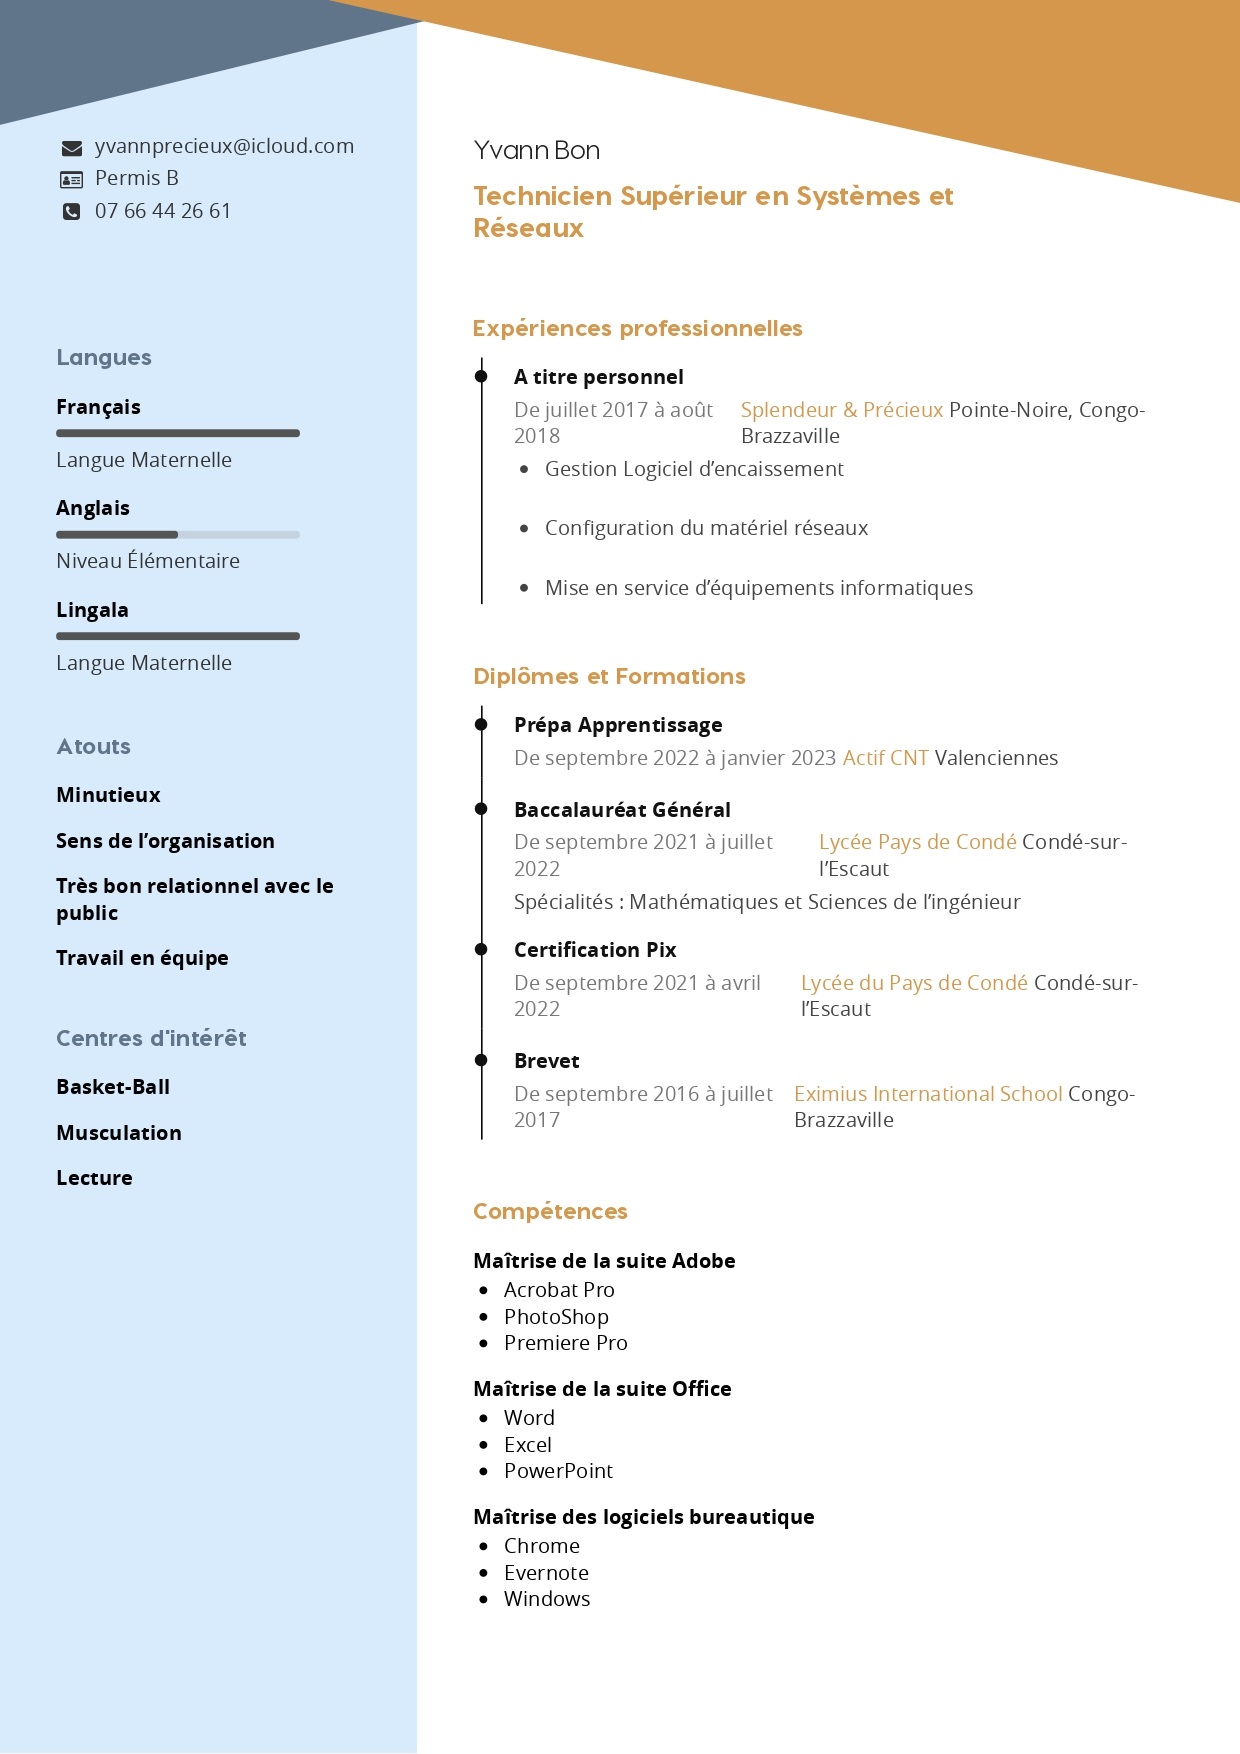 yvannprecieux@icloud.com
Permis B
07 66 44 26 61
Langues
Français
Langue Maternelle
Anglais
Niveau Élémentaire
Lingala
Langue Maternelle
Atouts
Minutieux
Sens de l’organisation
Très bon relationnel avec le
public
Travail en équipe
Centres d'intérêt
Basket-Ball
Musculation
Lecture
Yvann Bon
Technicien Supérieur en Systèmes et
Réseaux
Expériences professionnelles
A titre personnel
De juillet 2017 à août Splendeur & Précieux Pointe-Noire, Congo-
2018 Brazzaville
• Gestion Logiciel d’encaissement
• Configuration du matériel réseaux
• Mise en service d’équipements informatiques
Diplômes et Formations
Prépa Apprentissage
De septembre 2022 à janvier 2023 Actif CNT Valenciennes
Baccalauréat Général
De septembre 2021 à juillet Lycée Pays de Condé Condé-sur-
2022 l’Escaut
Spécialités : Mathématiques et Sciences de l’ingénieur
Certification Pix
De septembre 2021 à avril Lycée du Pays de Condé Condé-sur-
2022 l’Escaut
Brevet
De septembre 2016 à juillet Eximius International School Congo-
2017 Brazzaville
Compétences
Maîtrise de la suite Adobe
• Acrobat Pro
• PhotoShop
• Premiere Pro
Maîtrise de la suite Office
• Word
• Excel
• PowerPoint
Maîtrise des logiciels bureautique
• Chrome
• Evernote
• Windows